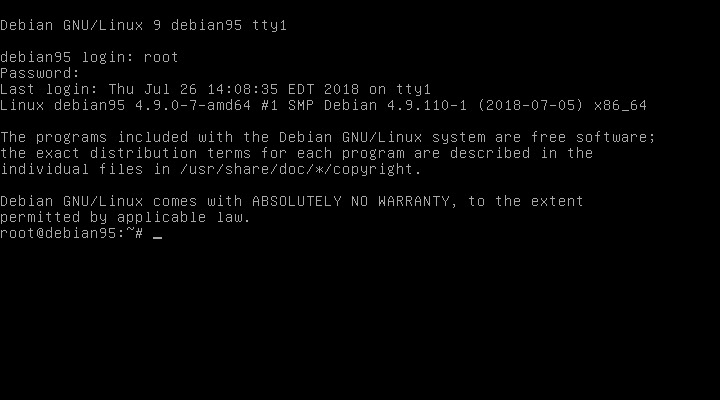 Debian GNU/Linux 9 debian95 tty1
debian95 login: root
Password:
Last login: Thu Jul 26 14:08:35 EDT 2018 on tty1
Linux debian95 4.9.0-7-amd64 #1 SMP Debian 4.9.110-1 (2018-07-05) x86_64
The programs included with the Debian GNU/Linux system are free software;
the exact distribution terms for each program are described in the
individual files in /usr/share/doc/*/copyright.
Debian GNU/Linux comes with ABSOLUTELY NO WARRANTY, to the extent
permitted by applicable law.
root@debian95:~# _